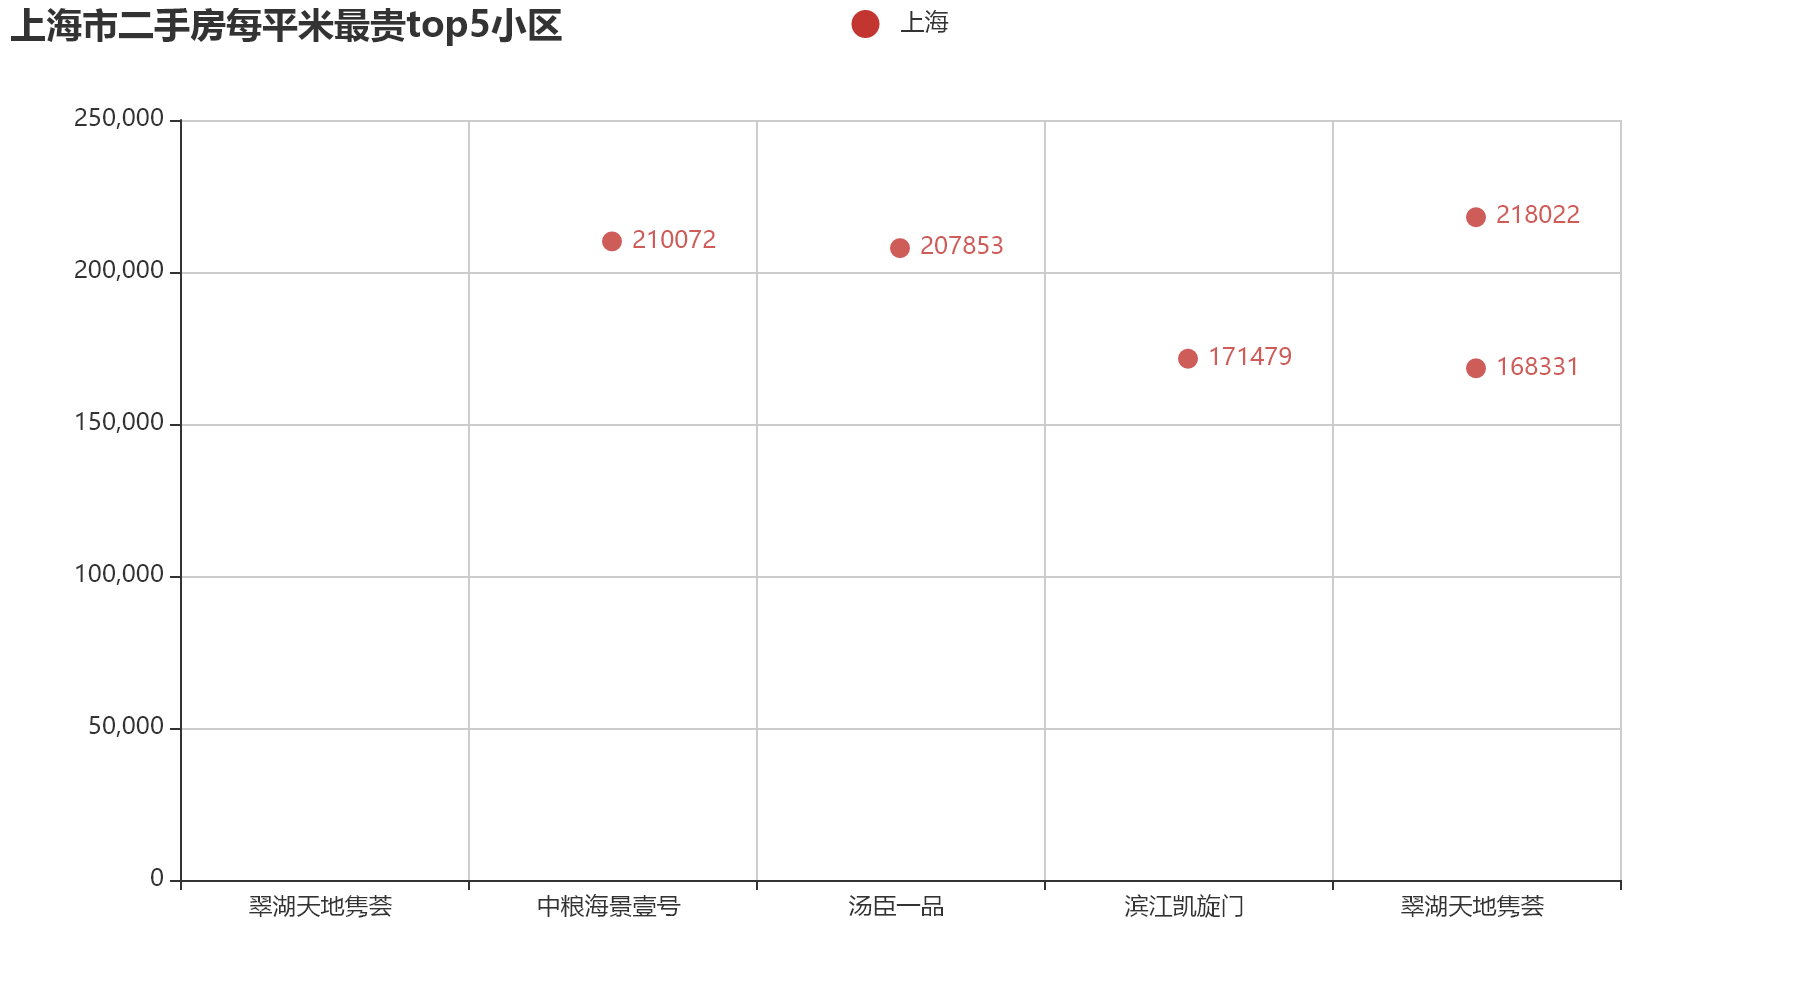 上海市二手房每平米最贵top5小区
上海
250,000
200,000
150,000
100,000
50,000
0
218022
210072
207853
171479
168331
翠湖天地隽荟
中粮海景壹号
汤臣一品
滨江凯旋门
翠湖天地隽荟